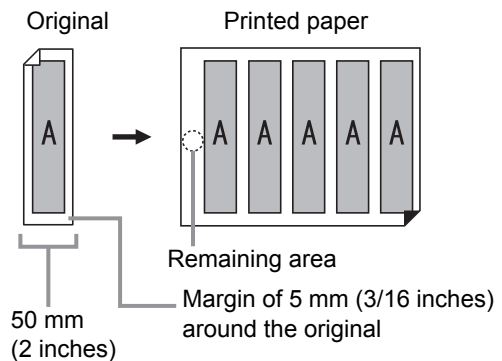 Original
Printed paper
A
A A A A A
Remaining area
Margin of 5 mm (3/16 inches)
around the original
50 mm
(2 inches)